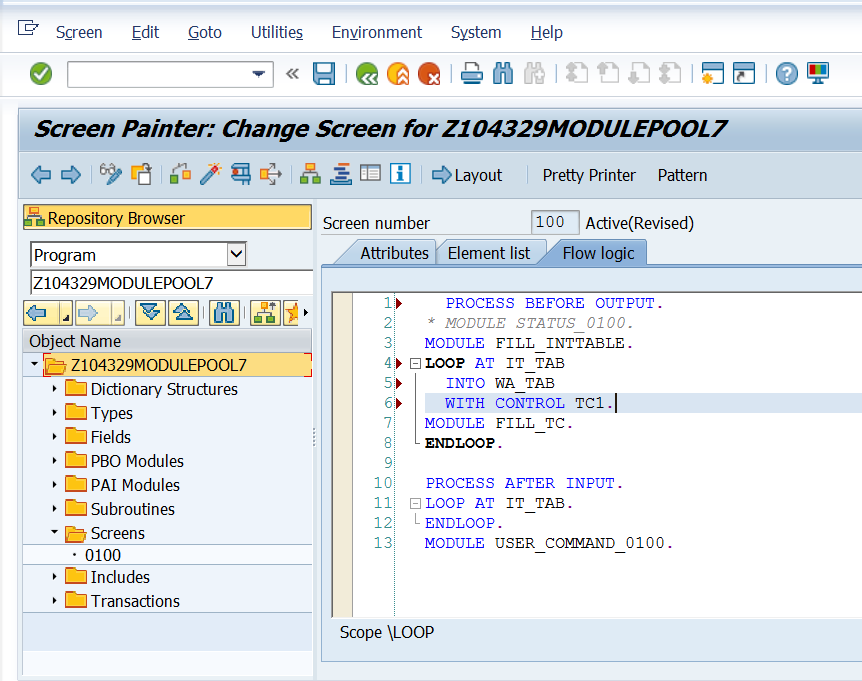 Screen Edit Goto Utilities Environment System Help
Screen Painter: Change Screen for Z104329MODULEPOOL7
Layout Pretty Printer Pattern
Repository Browser
Program
Z104329MODULEPOOL7
Object Name
Z104329MODULEPOOL7
Dictionary Structures
Types
Fields
PBO Modules
PAI Modules
Subroutines
Screens
0100
Includes
Transactions
Screen number 100 Active(Revised)
Attributes Element list Flow logic
1 PROCESS BEFORE OUTPUT.
2 * MODULE STATUS_0100.
3 MODULE FILL_INTTABLE.
4 LOOP AT IT_TAB
5 INTO WA_TAB
6 WITH CONTROL TC1.
7 MODULE FILL_TC.
8 ENDLOOP.
9
10 PROCESS AFTER INPUT.
11 LOOP AT IT_TAB.
12 ENDLOOP.
13 MODULE USER_COMMAND_0100.
Scope \LOOP